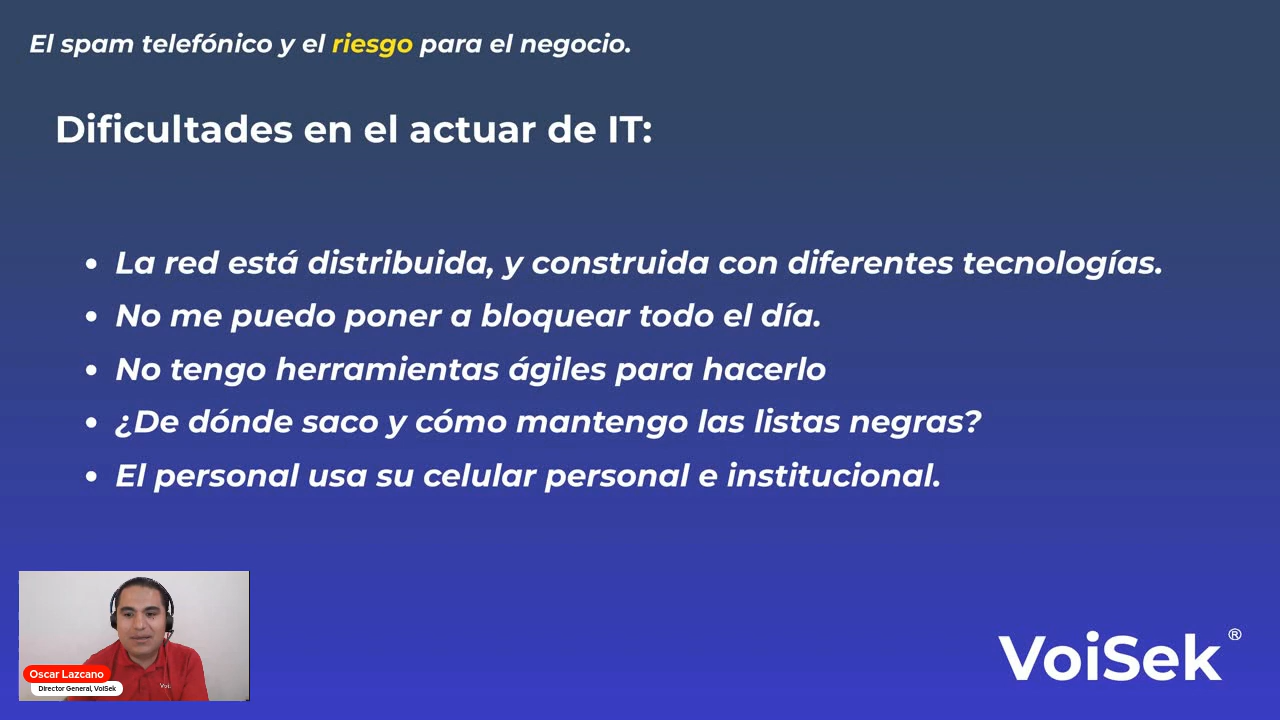 El spam telefónico y el riesgo para el negocio.
Dificultades en el actuar de IT:
• La red está distribuida, y construida con diferentes tecnologías.
• No me puedo poner a bloquear todo el día.
• No tengo herramientas ágiles para hacerlo
• ¿De dónde saco y cómo mantengo las listas negras?
• El personal usa su celular personal e institucional.
Oscar Lazcano
Director General, VoiSek
VoiSek®